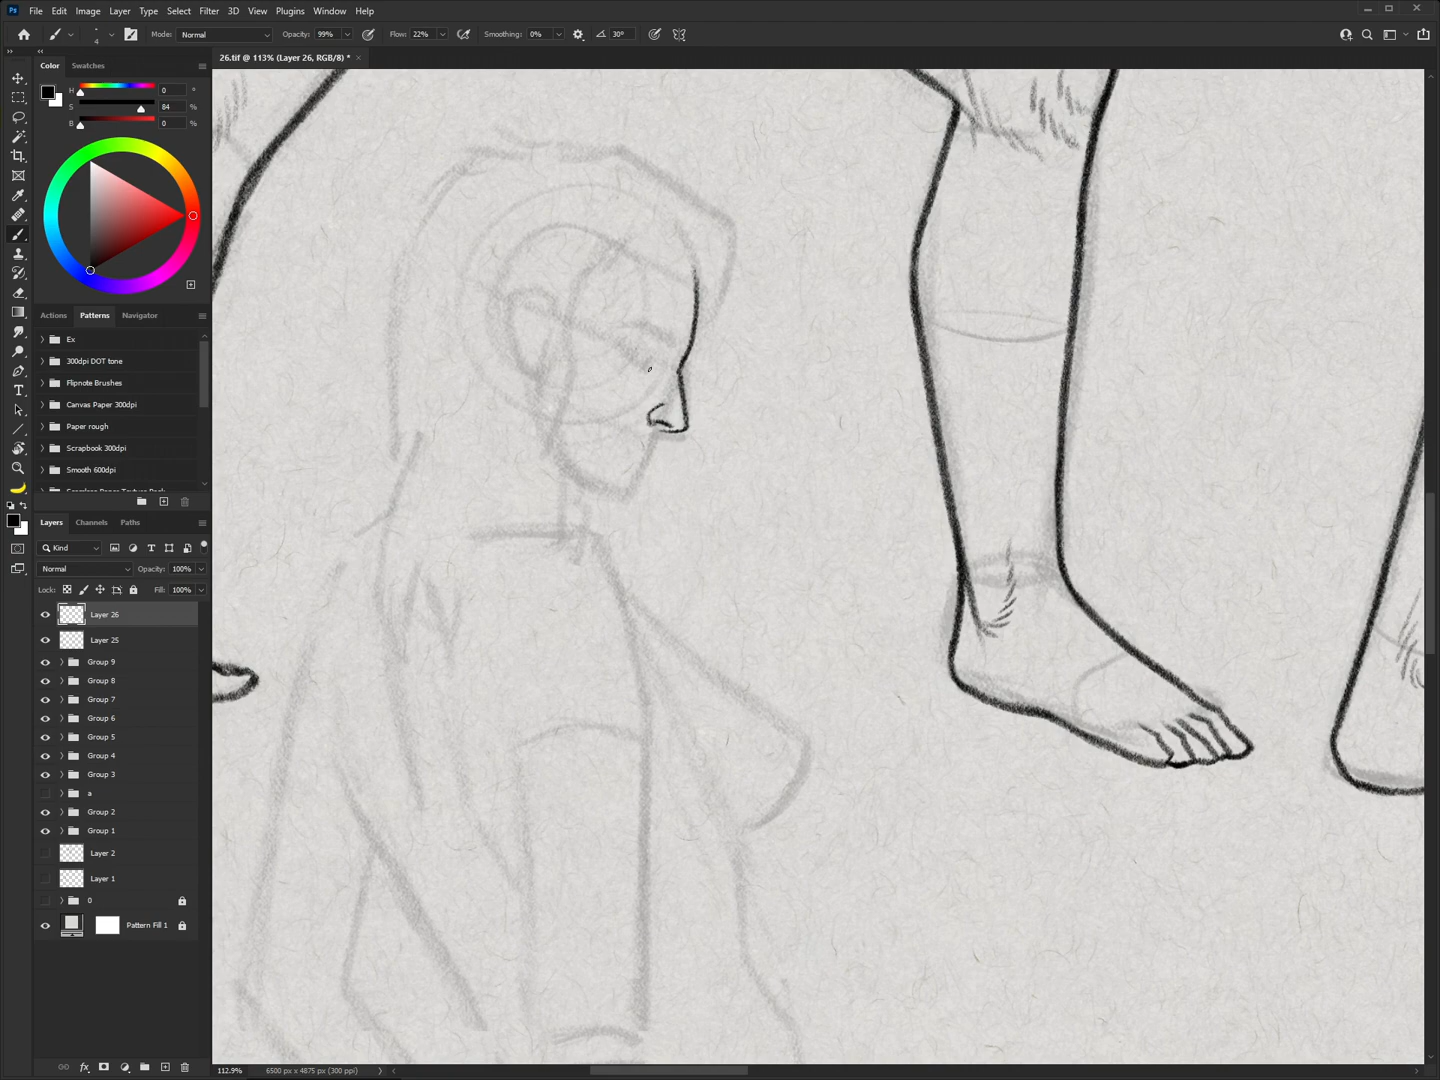 Ps File Edit Image Layer Type Select Filter 3D View Plugins Window Help
4 Mode: Normal Opacity: 99% Flow: 22% Smoothing: 0% 30°
26.tif @ 113% (Layer 26, RGB/8) *
Color Swatches
H 0 °
S 84 %
B 0 %
Actions Patterns Navigator
Ex
300dpi DOT tone
Flipnote Brushes
Canvas Paper 300dpi
Paper rough
Scrapbook 300dpi
Smooth 600dpi
Layers Channels Paths
Kind
Normal Opacity: 100%
Lock: Fill: 100%
Layer 26
Layer 25
Group 9
Group 8
Group 7
Group 6
Group 5
Group 4
Group 3
a
Group 2
Group 1
Layer 2
Layer 1
0
Pattern Fill 1
fx
112.9% 6500 px x 4875 px (300 ppi)